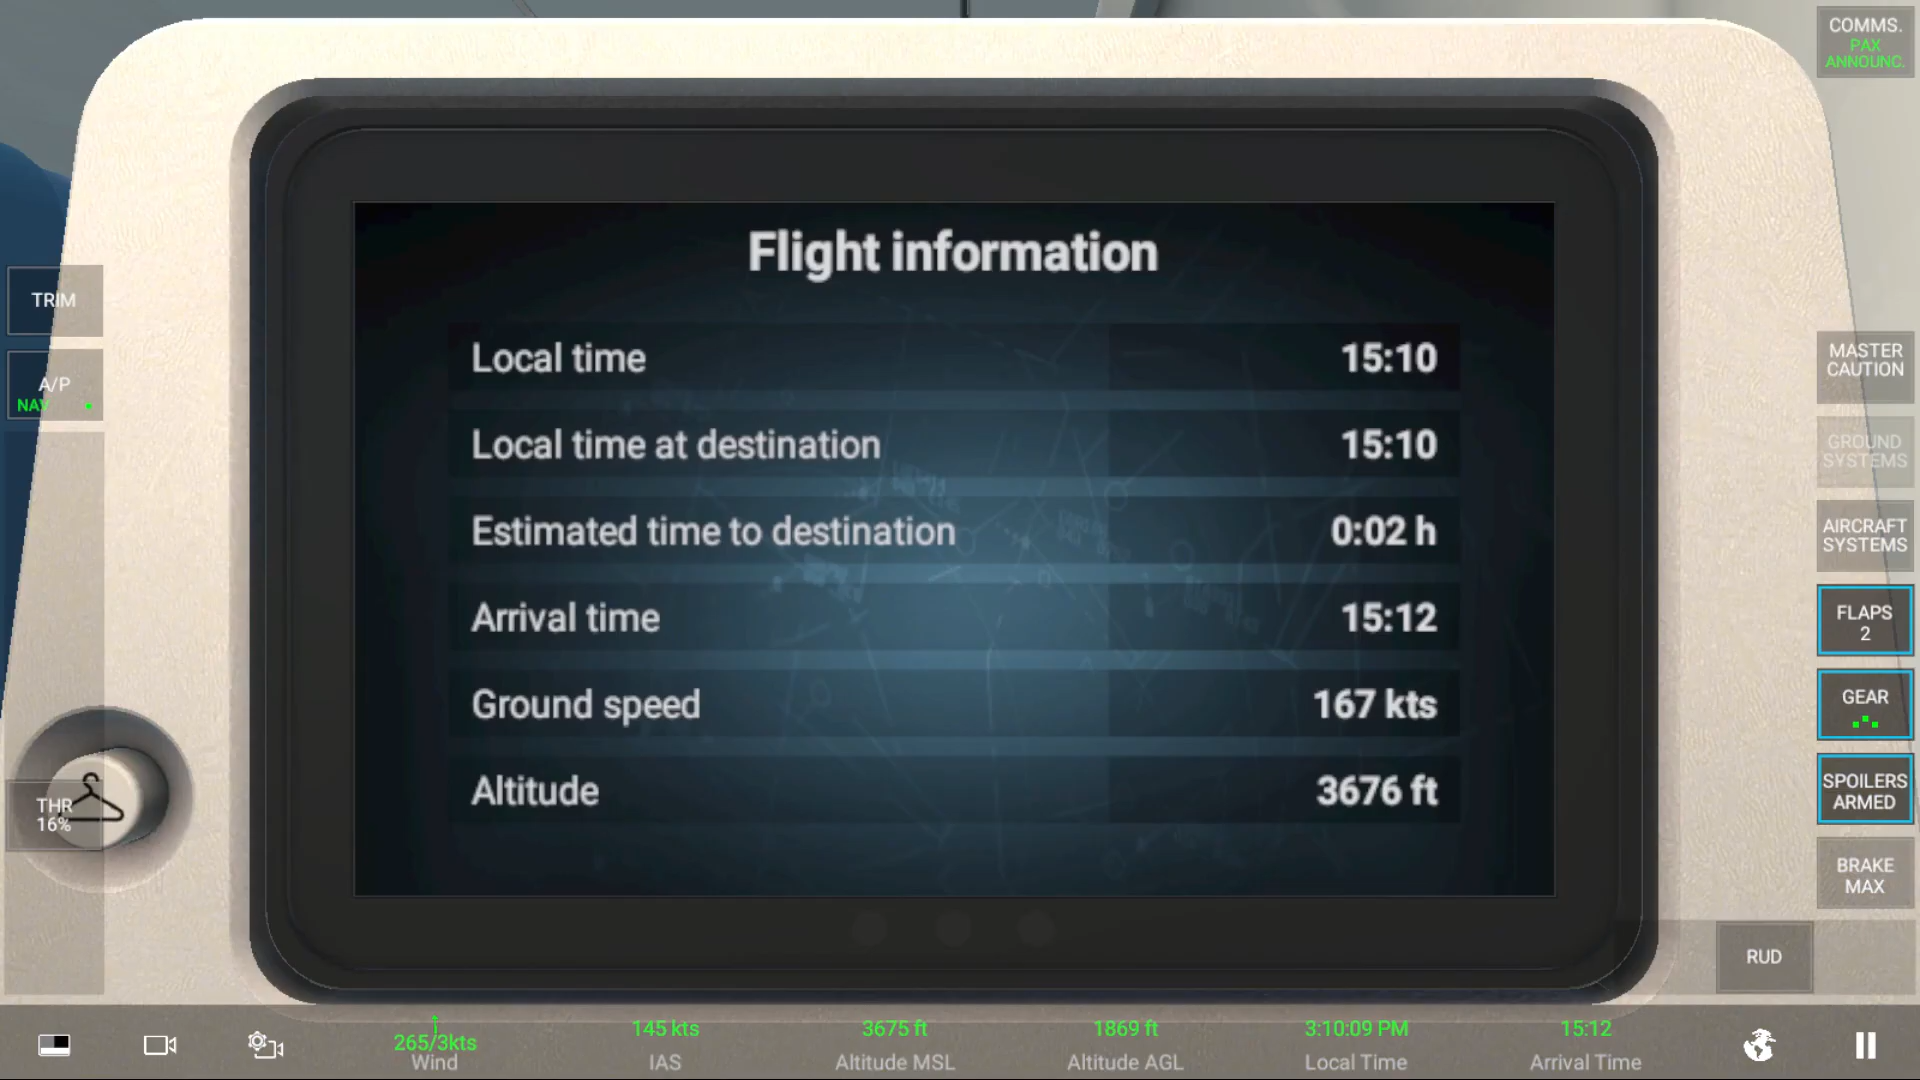 COMMS.
PAX
ANNOUNC.
Flight information
Local time 15:10
Local time at destination 15:10
Estimated time to destination 0:02 h
Arrival time 15:12
Ground speed 167 kts
Altitude 3676 ft
TRIM
A/P
NAV
THR
16%
MASTER
CAUTION
GROUND
SYSTEMS
AIRCRAFT
SYSTEMS
FLAPS
2
GEAR
SPOILERS
ARMED
BRAKE
MAX
RUD
265/3kts
Wind
145 kts
IAS
3675 ft
Altitude MSL
1869 ft
Altitude AGL
3:10:09 PM
Local Time
15:12
Arrival Time